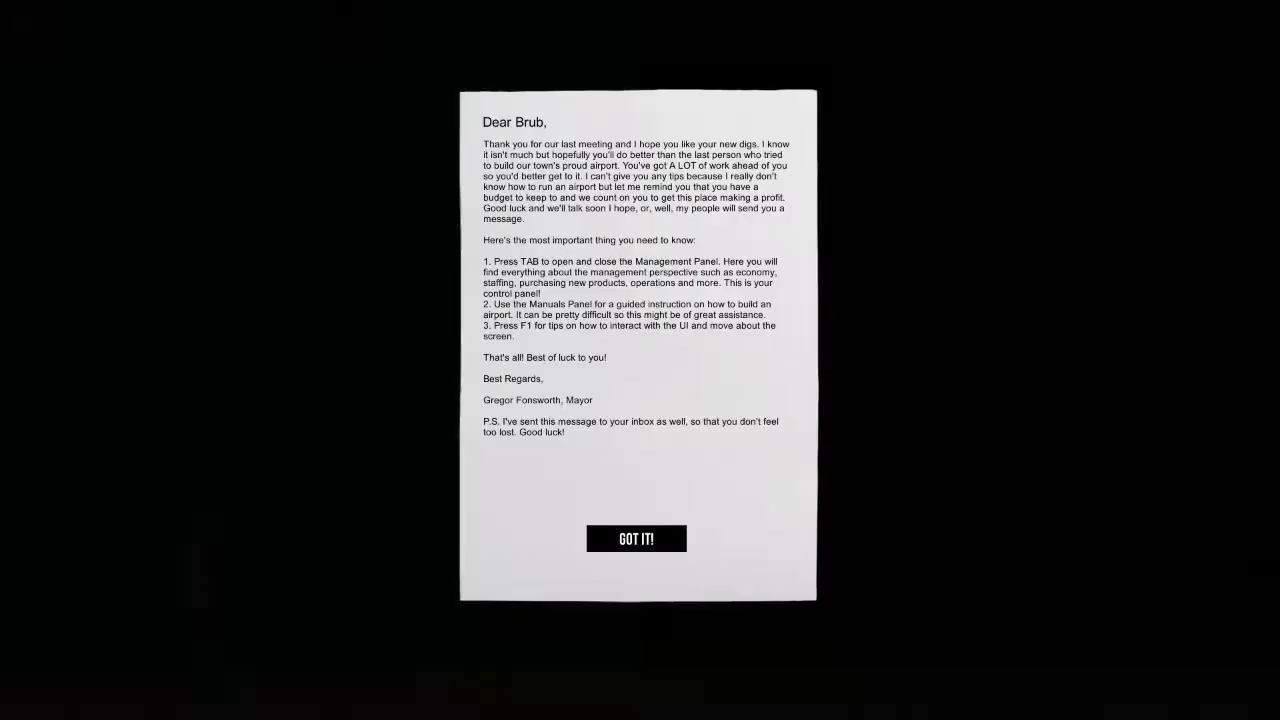 Dear Brub,
Thank you for our last meeting and I hope you like your new digs. I know
it isn't much but hopefully you'll do better than the last person who tried
to build our town's proud airport. You've got A LOT of work ahead of you
so you'd better get to it. I can't give you any tips because I really don't
know how to run an airport but let me remind you that you have a
budget to keep to and we count on you to get this place making a profit.
Good luck and we'll talk soon I hope, or, well, my people will send you a
message.
Here's the most important thing you need to know:
1. Press TAB to open and close the Management Panel. Here you will
find everything about the management perspective such as economy,
staffing, purchasing new products, operations and more. This is your
control panel!
2. Use the Manuals Panel for a guided instruction on how to build an
airport. It can be pretty difficult so this might be of great assistance.
3. Press F1 for tips on how to interact with the UI and move about the
screen.
That's all! Best of luck to you!
Best Regards,
Gregor Fonsworth, Mayor
P.S. I've sent this message to your inbox as well, so that you don't feel
too lost. Good luck!
GOT IT!